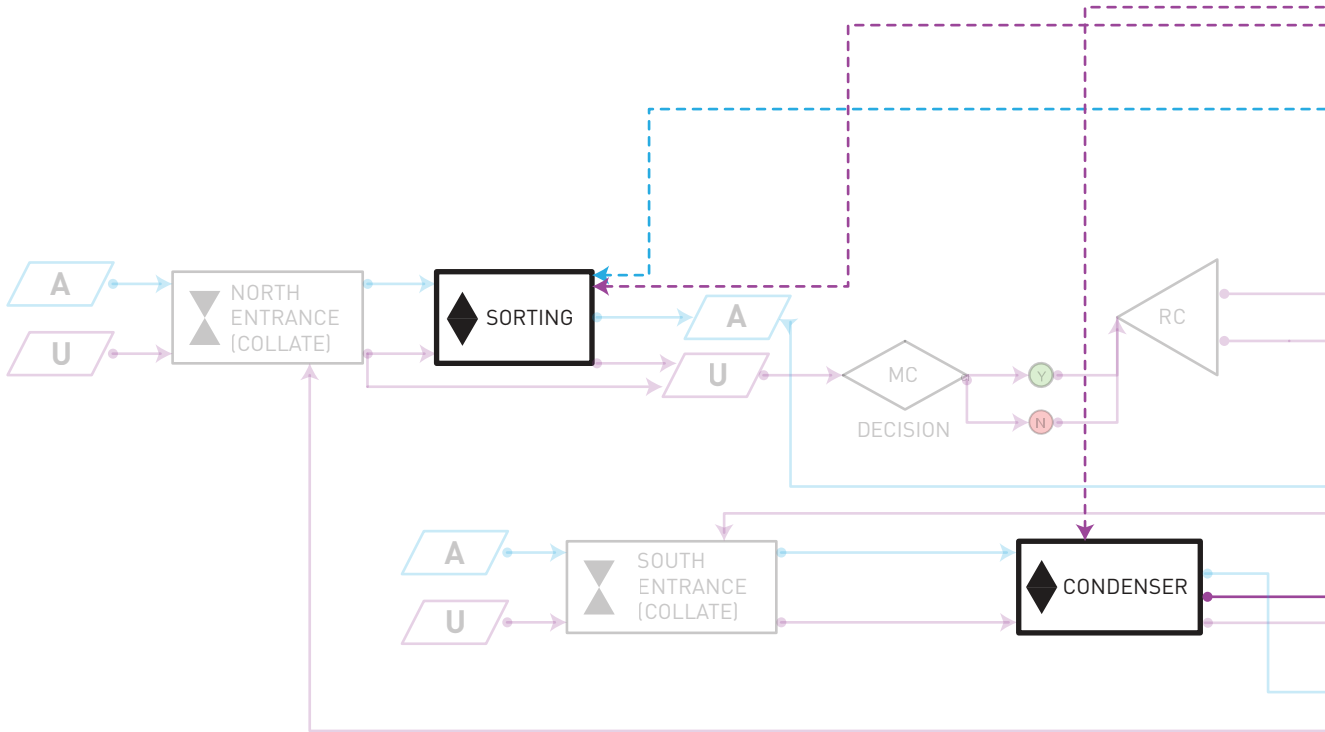 A
NORTH
ENTRANCE
(COLLATE)
U
SORTING
A
U
MC
DECISION
Y
N
RC
A
SOUTH
ENTRANCE
(COLLATE)
U
CONDENSER